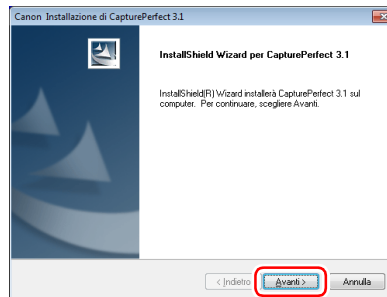 Canon Installazione di CapturePerfect 3.1
InstallShield Wizard per CapturePerfect 3.1
InstallShield(R) Wizard installerà CapturePerfect 3.1 sul
computer. Per continuare, scegliere Avanti.
< Indietro Avanti > Annulla